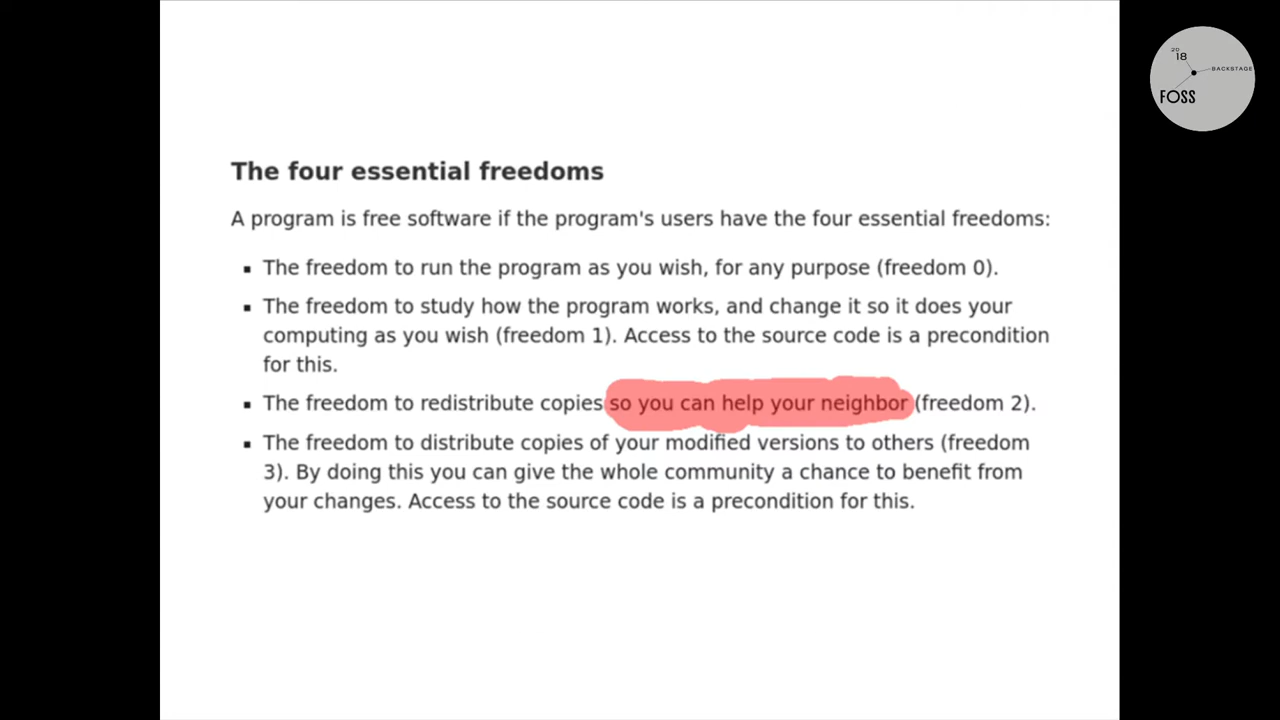 The four essential freedoms
A program is free software if the program's users have the four essential freedoms:
The freedom to run the program as you wish, for any purpose (freedom 0).
The freedom to study how the program works, and change it so it does your
computing as you wish (freedom 1). Access to the source code is a precondition
for this.
The freedom to redistribute copies so you can help your neighbor (freedom 2).
The freedom to distribute copies of your modified versions to others (freedom
3). By doing this you can give the whole community a chance to benefit from
your changes. Access to the source code is a precondition for this.
20
18
BACKSTAGE
FOSS